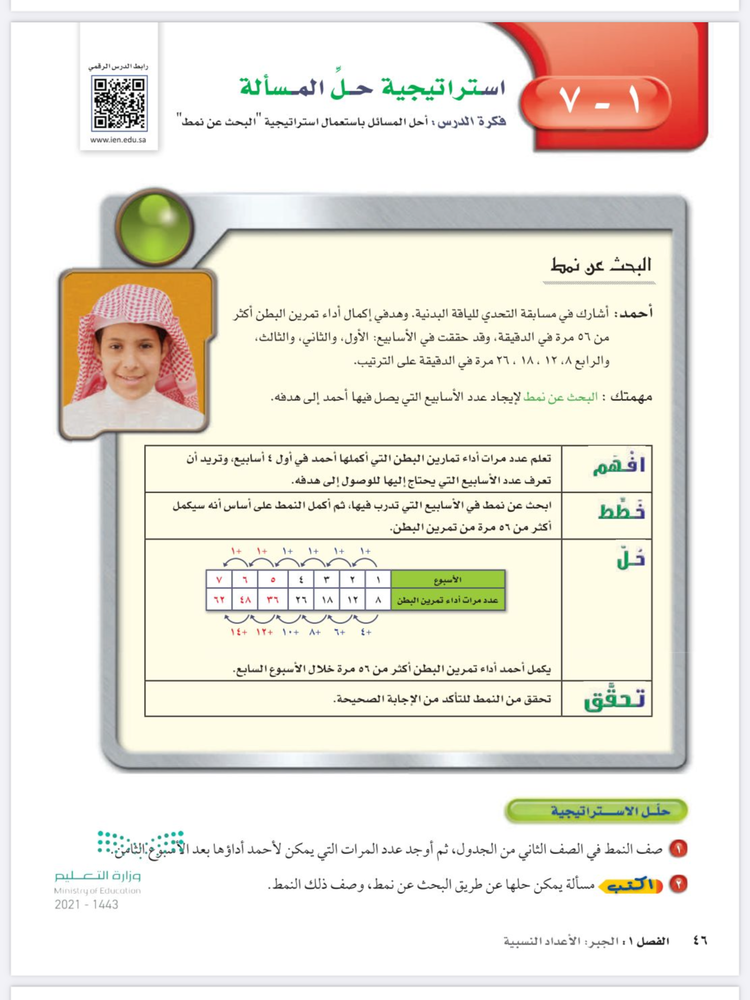 رابط الدرس الرقمي
www.ien.edu.sa
١ - ٧
استراتيجية حلِّ المسألة
فكرة الدرس : أحل المسائل باستعمال استراتيجية "البحث عن نمط"
البحث عن نمط
أحمد: أشارك في مسابقة التحدي للياقة البدنية. وهدفي إكمال أداء تمرين البطن أكثر
من ٥٦ مرة في الدقيقة، وقد حققت في الأسابيع: الأول، والثاني، والثالث،
والرابع ٨، ١٢ ، ١٨ ، ٢٦ مرة في الدقيقة على الترتيب.
مهمتك : البحث عن نمط لإيجاد عدد الأسابيع التي يصل فيها أحمد إلى هدفه.
افْهَم
تعلم عدد مرات أداء تمارين البطن التي أكملها أحمد في أول ٤ أسابيع، وتريد أن
تعرف عدد الأسابيع التي يحتاج إليها للوصول إلى هدفه.
خَطِّط
ابحث عن نمط في الأسابيع التي تدرب فيها، ثم أكمل النمط على أساس أنه سيكمل
أكثر من ٥٦ مرة من تمرين البطن.
حُلّ
+١ +١ +١ +١ +١ +١
الأسبوع ١ ٢ ٣ ٤ ٥ ٦ ٧
عدد مرات أداء تمرين البطن ٨ ١٢ ١٨ ٢٦ ٣٦ ٤٨ ٦٢
+٤ +٦ +٨ +١٠ +١٢ +١٤
يكمل أحمد أداء تمرين البطن أكثر من ٥٦ مرة خلال الأسبوع السابع.
تحقَّق
تحقق من النمط للتأكد من الإجابة الصحيحة.
حلّل الاستراتيجية
١ صف النمط في الصف الثاني من الجدول، ثم أوجد عدد المرات التي يمكن لأحمد أداؤها بعد الأسبوع الثامن.
٢ اكتب مسألة يمكن حلها عن طريق البحث عن نمط، وصف ذلك النمط.
وزارة التعليم
Ministry of Education
2021 - 1443
٤٦ الفصل ١ : الجبر: الأعداد النسبية